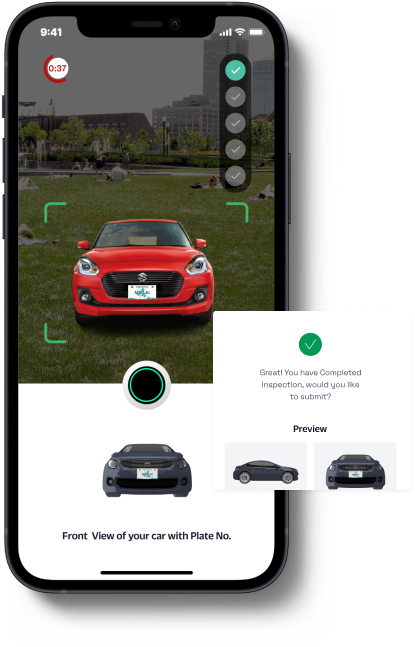 9:41
0:37
Great! You have Completed
Inspection, would you like
to submit?
Preview
Front View of your car with Plate No.